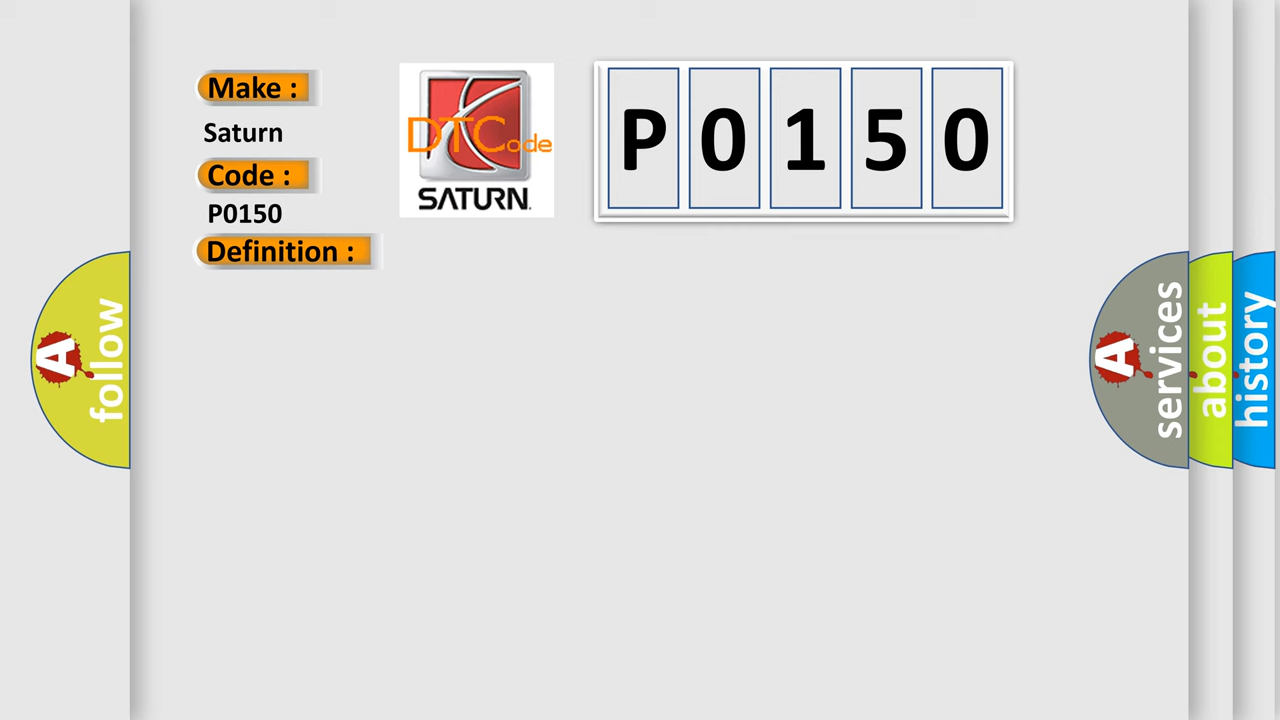 Make :
Saturn
Code :
P0150
Definition :
DTCode
SATURN.
P 0 1 5 0
A follow
A services
about
history